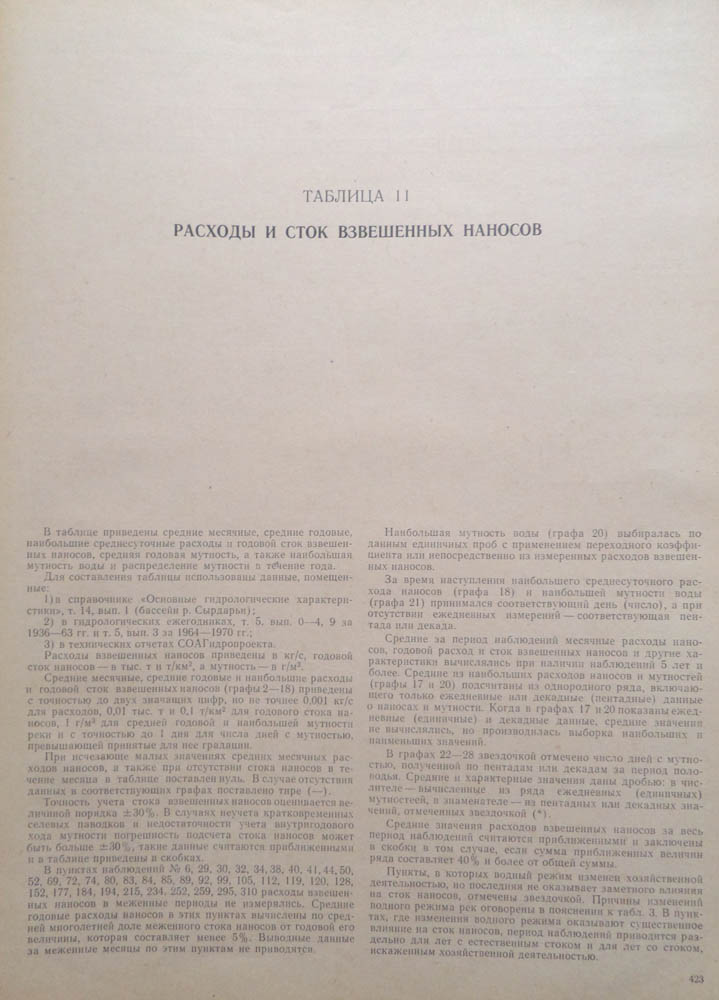 ТАБЛИЦА 11
РАСХОДЫ И СТОК ВЗВЕШЕННЫХ НАНОСОВ
В таблице приведены средние месячные, средние годовые,
наибольшие среднесуточные расходы и годовой сток взвешен-
ных наносов, средняя годовая мутность, а также наибольшая
мутность воды и распределение мутности в течение года.
Для составления таблицы использованы данные, помещен-
ные:
1) в справочнике «Основные гидрологические характери-
стики», т. 14, вып. 1 (бассейн р. Сырдарьи);
2) в гидрологических ежегодниках, т. 5, вып. 0—4, 9 за
1936—63 гг. и т. 5, вып. 3 за 1964—1970 гг.;
3) в технических отчетах СОАГидропроекта.
Расходы взвешенных наносов приведены в кг/с, годовой
сток наносов — в тыс. т и т/км², а мутность — в г/м³.
Средние месячные, средние годовые и наибольшие расходы
и годовой сток взвешенных наносов (графы 2—18) приведены
с точностью до двух значащих цифр, но не точнее 0,001 кг/с
для расходов, 0,01 тыс. т и 0,1 т/км² для годового стока на-
носов, 1 г/м³ для средней годовой и наибольшей мутности
реки и с точностью до 1 дня для числа дней с мутностью,
превышающей принятые для нее градации.
При исчезающе малых значениях средних месячных рас-
ходов наносов, а также при отсутствии стока наносов в те-
чение месяца в таблице поставлен нуль. В случае отсутствия
данных в соответствующих графах поставлено тире (—).
Точность учета стока взвешенных наносов оценивается ве-
личиной порядка ±30%. В случаях неучета кратковременных
селевых паводков и недостаточности учета внутригодового
хода мутности погрешность подсчета стока наносов может
быть больше ±30%, такие данные считаются приближенными
и в таблице приведены в скобках.
В пунктах наблюдений № 6, 29, 30, 32, 34, 38, 40, 41, 44, 50,
52, 69, 72, 74, 80, 83, 84, 85, 89, 92, 99, 105, 112, 119, 120, 128,
152, 177, 184, 194, 215, 234, 252, 259, 295, 310 расходы взвешен-
ных наносов в меженные периоды не измерялись. Средние
годовые расходы наносов в этих пунктах вычислены по сред-
ней многолетней доле меженного стока наносов от годовой его
величины, которая составляет менее 5%. Выводные данные
за меженные месяцы по этим пунктам не приводятся.
Наибольшая мутность воды (графа 20) выбиралась по
данным единичных проб с применением переходного коэффи-
циента или непосредственно из измеренных расходов взвешен-
ных наносов.
За время наступления наибольшего среднесуточного рас-
хода наносов (графа 18) и наибольшей мутности воды
(графа 21) принимался соответствующий день (число), а при
отсутствии ежедневных измерений — соответствующая пен-
тада или декада.
Средние за период наблюдений месячные расходы нано-
сов, годовой расход и сток взвешенных наносов и другие ха-
рактеристики вычислялись при наличии наблюдений 5 лет и
более. Средние из наибольших расходов наносов и мутностей
(графы 17 и 20) подсчитаны из однородного ряда, включаю-
щего только ежедневные или декадные (пентадные) данные
о наносах и мутности. Когда в графах 17 и 20 показаны ежед-
невные (единичные) и декадные данные, средние значения
не вычислялись, но производилась выборка наибольших и
наименьших значений.
В графах 22—28 звездочкой отмечено число дней с мутно-
стью, полученной по пентадам или декадам за период поло-
водья. Средние и характерные значения даны дробью: в чис-
лителе — вычисленные из ряда ежедневных (единичных)
мутностеей, в знаменателе — из пентадных или декадных зна-
чений, отмеченных звездочкой (*).
Средние значения расходов взвешенных наносов за весь
период наблюдений считаются приближенными и заключены
в скобки в том случае, если сумма приближенных величин
ряда составляет 40% и более от общей суммы.
Пункты, в которых водный режим изменен хозяйственной
деятельностью, но последняя не оказывает заметного влияния
на сток наносов, отмечены звездочкой. Причины изменений
водного режима рек оговорены в пояснении к табл. 3. В пунк-
тах, где изменения водного режима оказывают существенное
влияние на сток наносов, период наблюдений приводится раз-
дельно для лет с естественным стоком и для лет со стоком,
искаженным хозяйственной деятельностью.
423